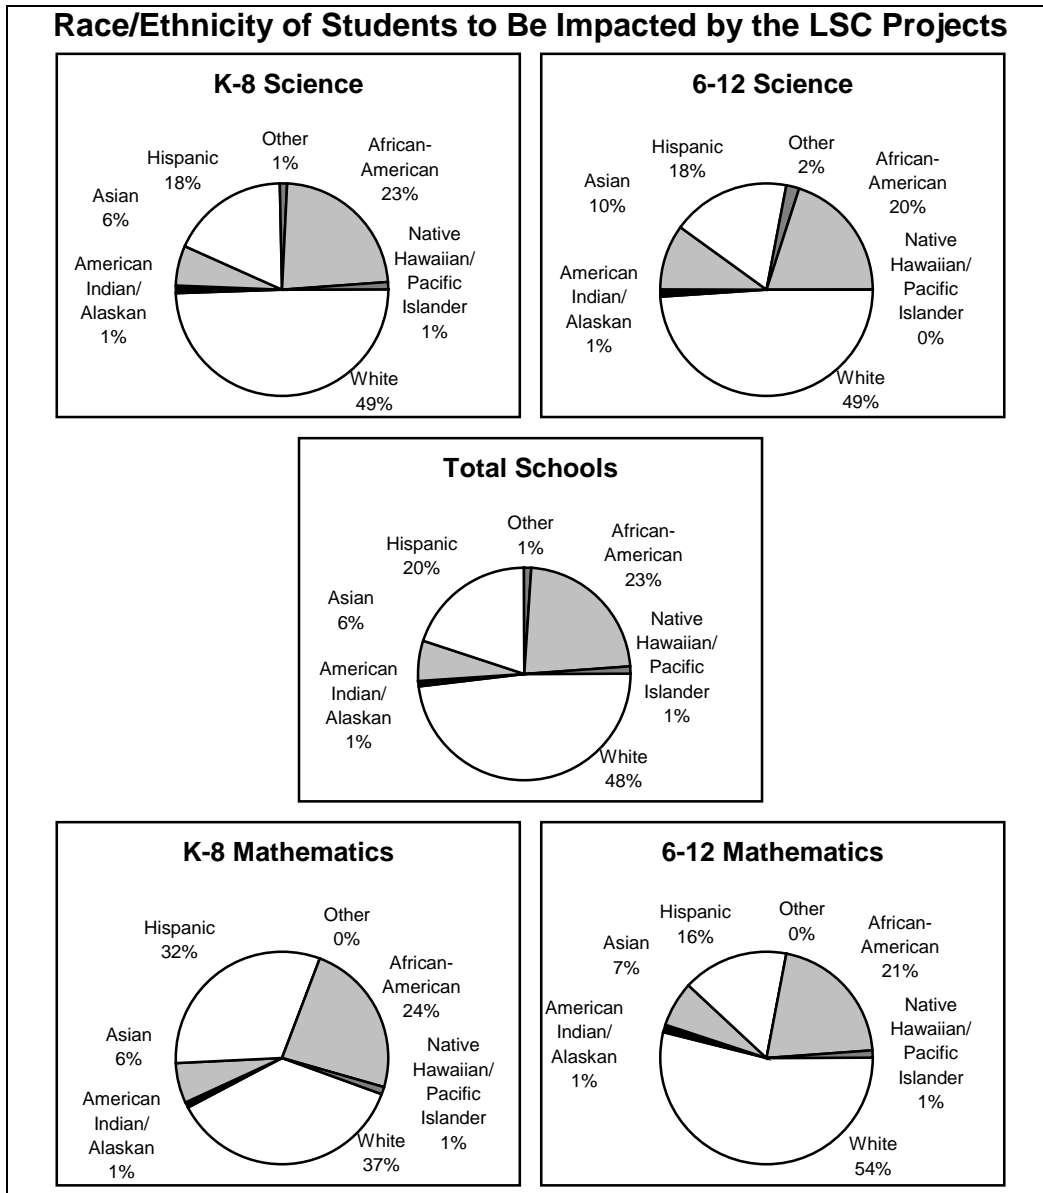 Race/Ethnicity of Students to Be Impacted by the LSC Projects
K-8 Science
Other
1%
African-
American
23%
Hispanic
18%
Asian
6%
Native
Hawaiian/
Pacific
Islander
1%
American
Indian/
Alaskan
1%
White
49%
6-12 Science
Other
2%
Hispanic
18%
African-
American
20%
Asian
10%
Native
Hawaiian/
Pacific
Islander
0%
American
Indian/
Alaskan
1%
White
49%
Total Schools
Other
1%
African-
American
23%
Hispanic
20%
Asian
6%
Native
Hawaiian/
Pacific
Islander
1%
American
Indian/
Alaskan
1%
White
48%
K-8 Mathematics
Other
0%
Hispanic
32%
African-
American
24%
Asian
6%
Native
Hawaiian/
Pacific
Islander
1%
American
Indian/
Alaskan
1%
White
37%
6-12 Mathematics
Hispanic
16%
Other
0%
African-
American
21%
Asian
7%
American
Indian/
Alaskan
1%
Native
Hawaiian/
Pacific
Islander
1%
White
54%